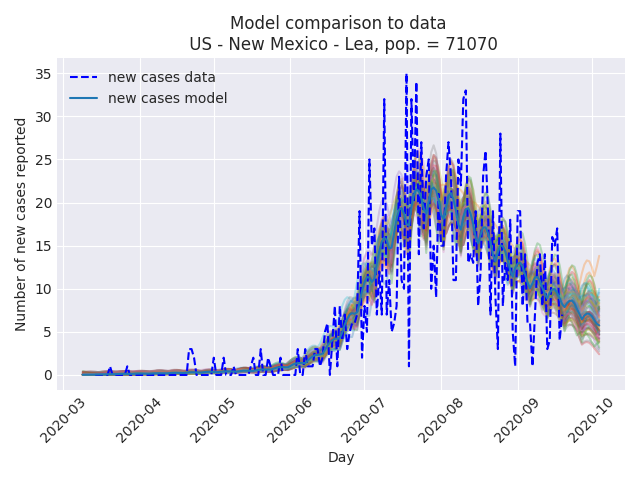 Model comparison to data
US - New Mexico - Lea, pop. = 71070
new cases data
new cases model
Number of new cases reported
35
30
25
20
15
10
5
0
2020-03
2020-04
2020-05
2020-06
2020-07
2020-08
2020-09
2020-10
Day